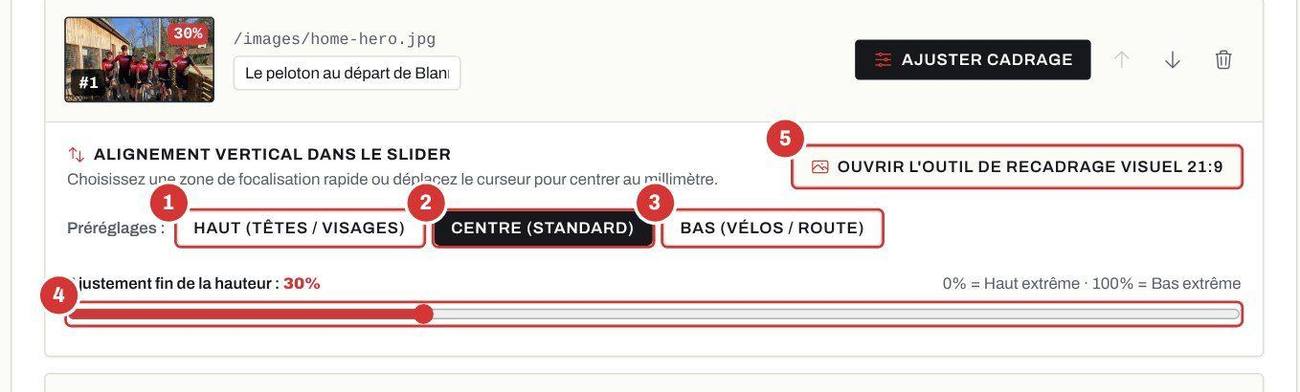 30%
#1
/images/home-hero.jpg
Le peloton au départ de Blan
AJUSTER CADRAGE
ALIGNEMENT VERTICAL DANS LE SLIDER
Choisissez une zone de focalisation rapide ou déplacez le curseur pour centrer au millimètre.
5
OUVRIR L'OUTIL DE RECADRAGE VISUEL 21:9
1
2
3
Préréglages :
HAUT (TÊTES / VISAGES)
CENTRE (STANDARD)
BAS (VÉLOS / ROUTE)
4
justement fin de la hauteur : 30%
0% = Haut extrême · 100% = Bas extrême